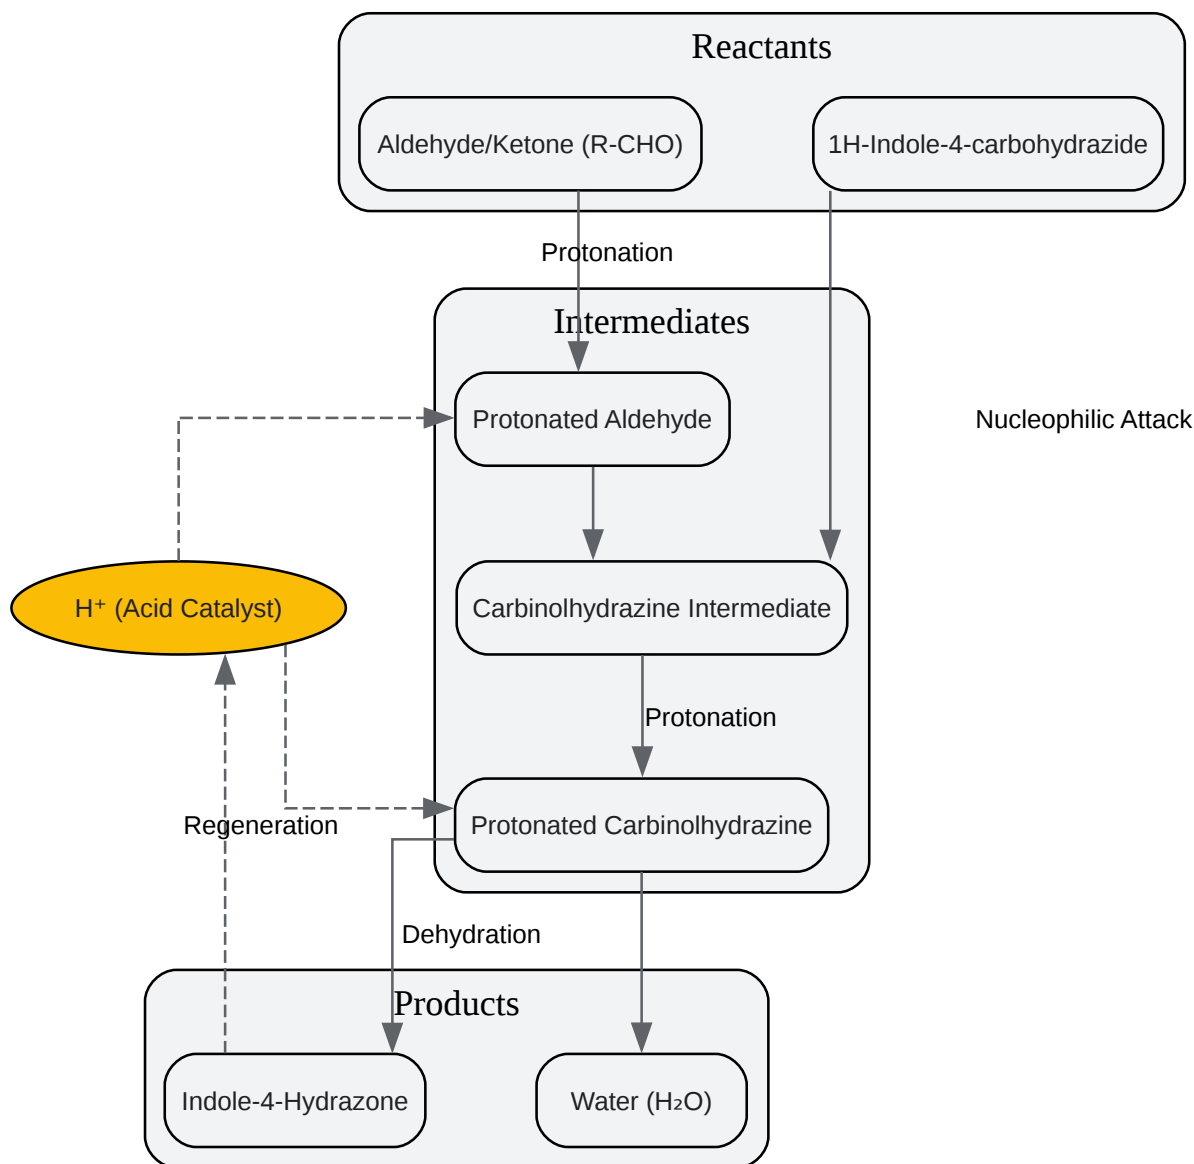 Reactants
Aldehyde/Ketone (R-CHO)
1H-Indole-4-carbohydrazide
Protonation
Intermediates
Protonated Aldehyde
Nucleophilic Attack
H⁺ (Acid Catalyst)
Carbinolhydrazine Intermediate
Protonation
Regeneration
Protonated Carbinolhydrazine
Dehydration
Products
Indole-4-Hydrazone
Water (H₂O)